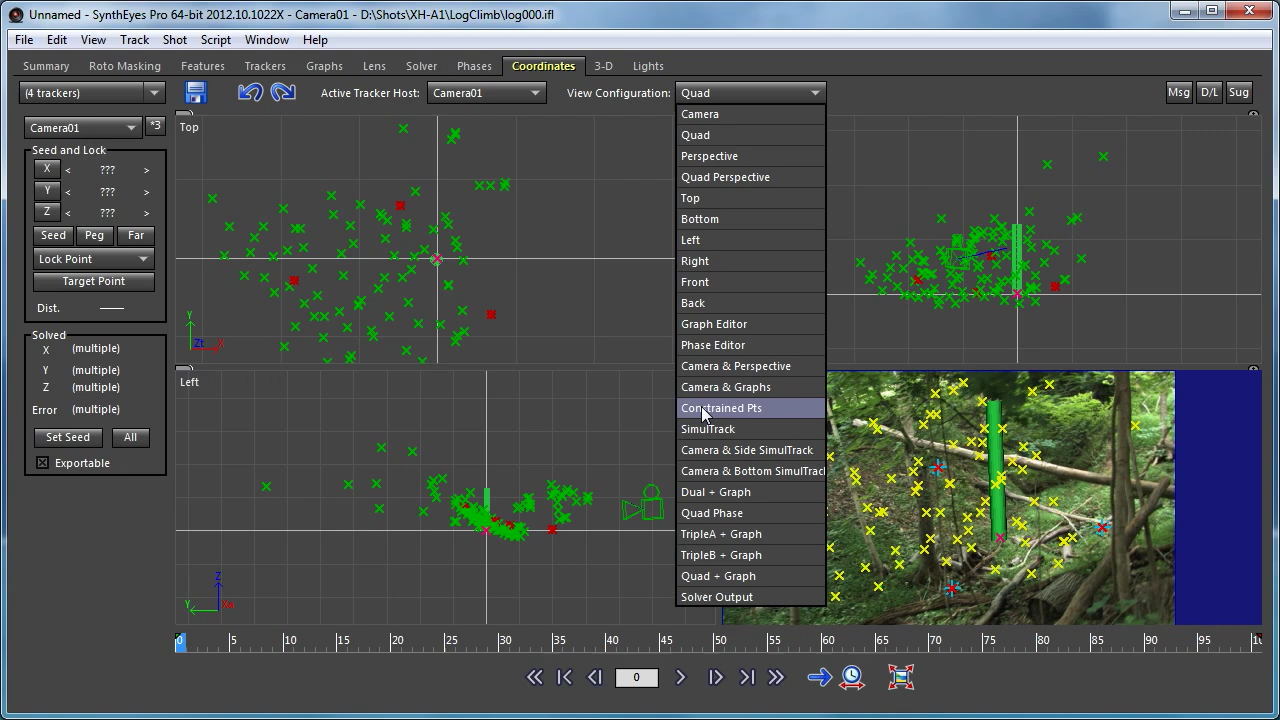 Unnamed - SynthEyes Pro 64-bit 2012.10.1022X - Camera01 - D:\Shots\XH-A1\LogClimb\log000.ifl
File Edit View Track Shot Script Window Help
Summary Roto Masking Features Trackers Graphs Lens Solver Phases Coordinates 3-D Lights
(4 trackers) Active Tracker Host: Camera01 View Configuration: Quad Msg D/L Sug
Camera01 *3
Seed and Lock
X < ??? >
Y < ??? >
Z < ??? >
Seed Peg Far
Lock Point
Target Point
Dist. ——
Solved
X (multiple)
Y (multiple)
Z (multiple)
Error (multiple)
Set Seed All
Exportable
Top
Y
Zt X
Left
Z
Y
Camera
Quad
Perspective
Quad Perspective
Top
Bottom
Left
Right
Front
Back
Graph Editor
Phase Editor
Camera & Perspective
Camera & Graphs
Constrained Pts
SimulTrack
Camera & Side SimulTrack
Camera & Bottom SimulTrack
Dual + Graph
Quad Phase
TripleA + Graph
TripleB + Graph
Quad + Graph
Solver Output
0 5 10 15 20 25 30 35 40 45 50 55 60 65 70 75 80 85 90 95
0